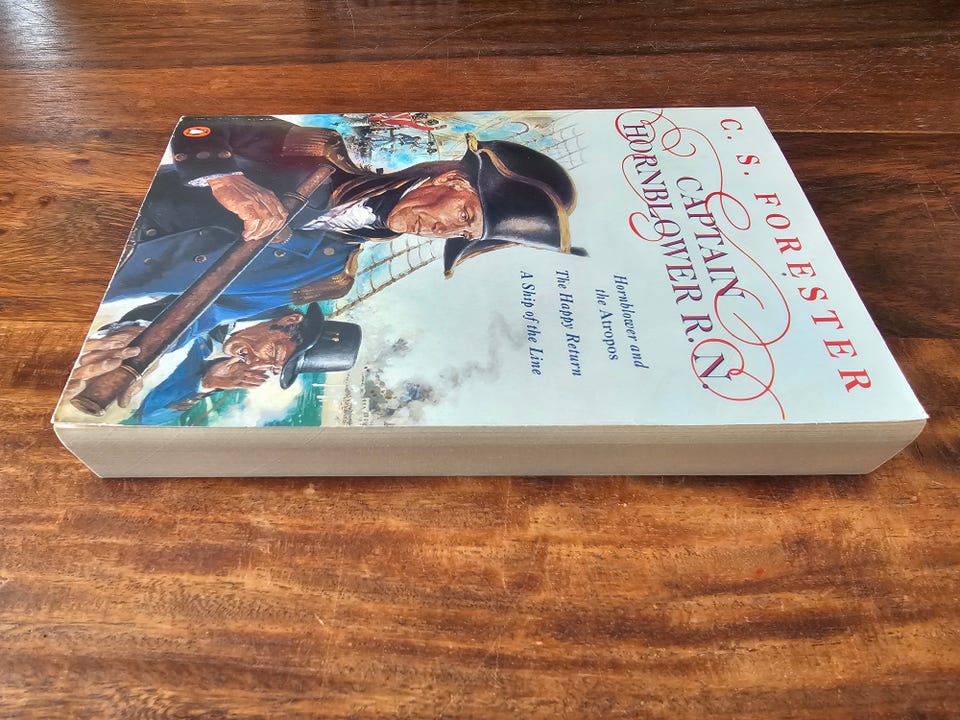 C. S. FORESTER
CAPTAIN
HORNBLOWER R. N.
Hornblower and
the Atropos
The Happy Return
A Ship of the Line